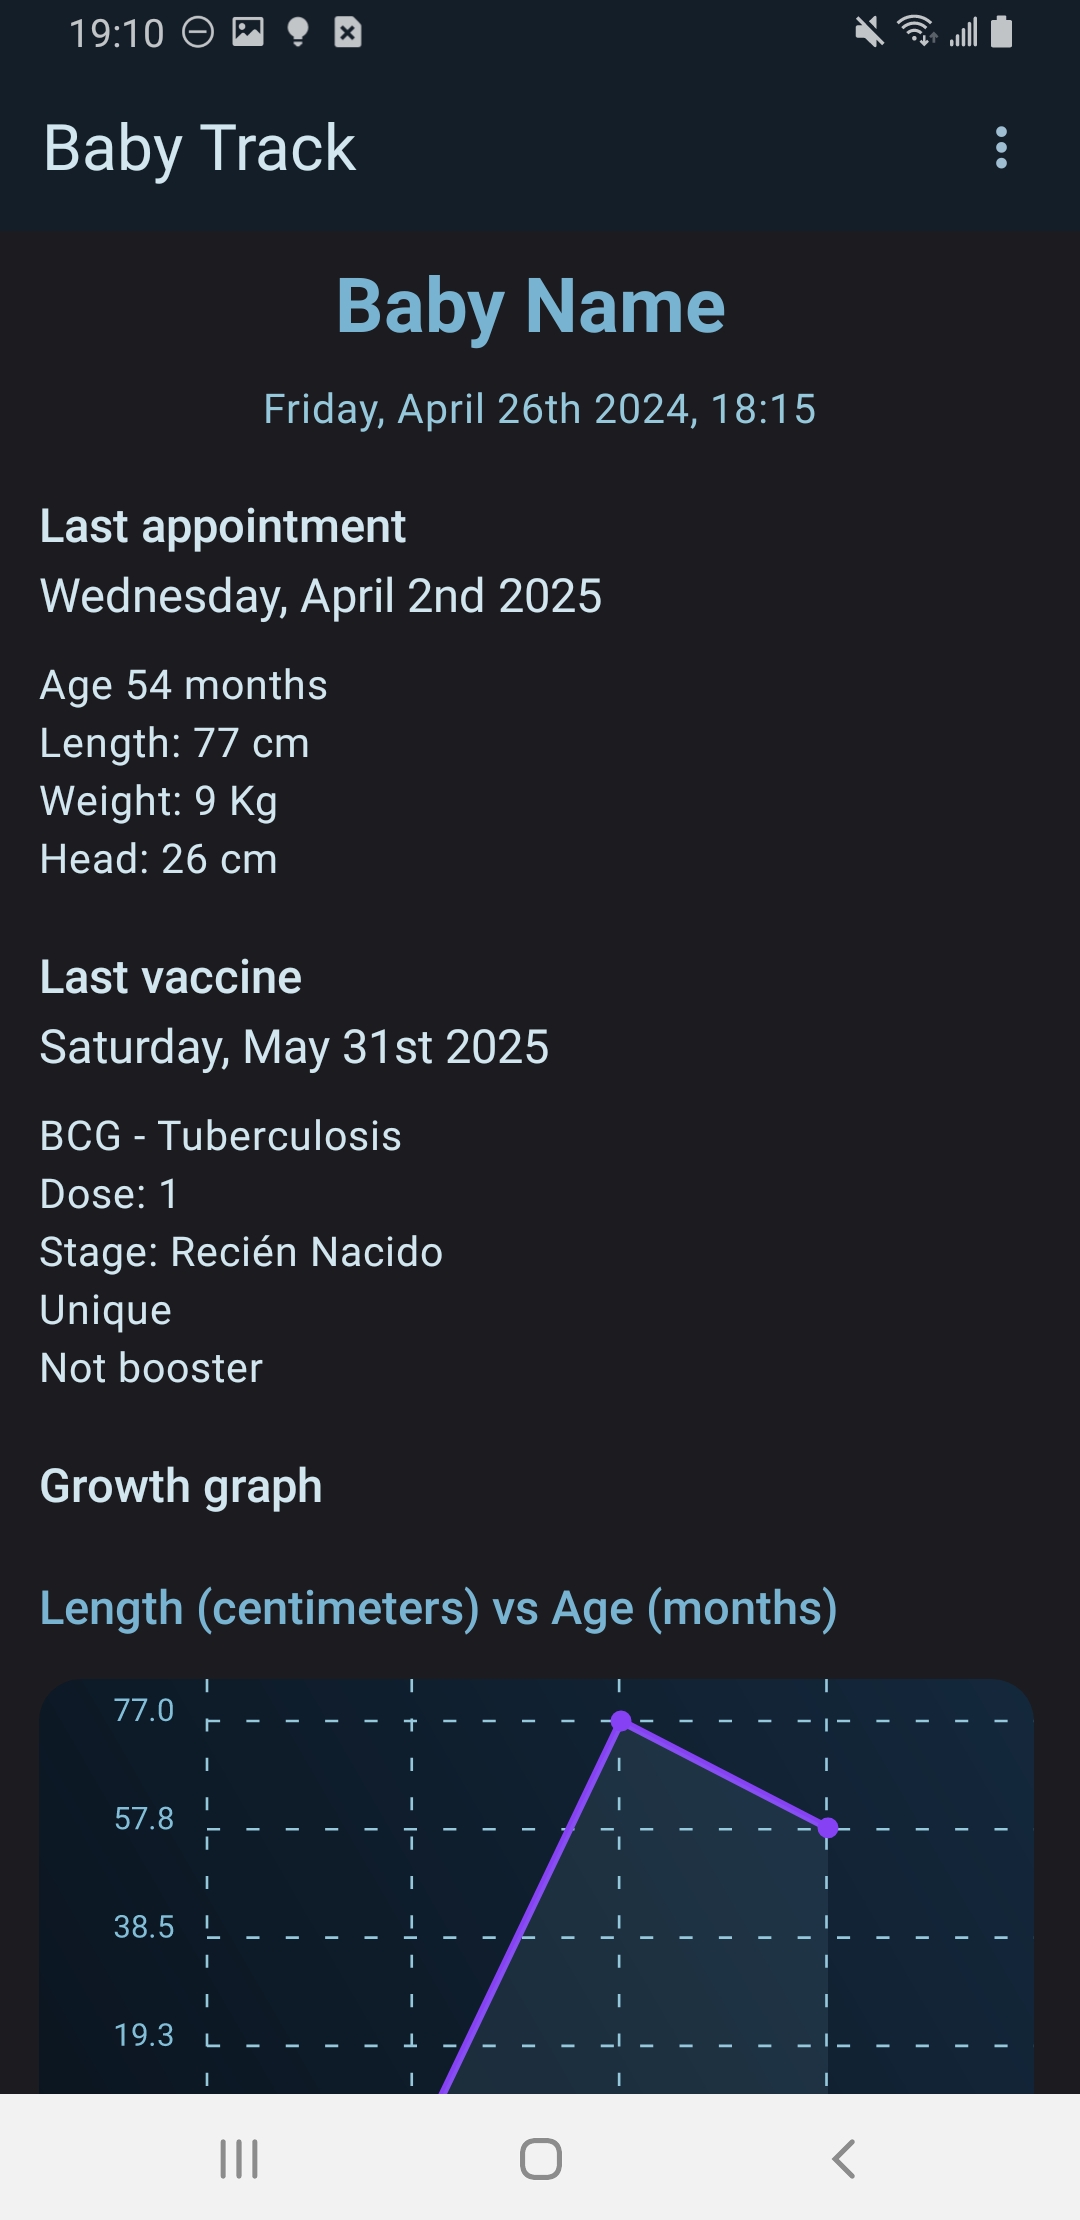 19:10
Baby Track
Baby Name
Friday, April 26th 2024, 18:15
Last appointment
Wednesday, April 2nd 2025
Age 54 months
Length: 77 cm
Weight: 9 Kg
Head: 26 cm
Last vaccine
Saturday, May 31st 2025
BCG - Tuberculosis
Dose: 1
Stage: Recién Nacido
Unique
Not booster
Growth graph
Length (centimeters) vs Age (months)
77.0
57.8
38.5
19.3